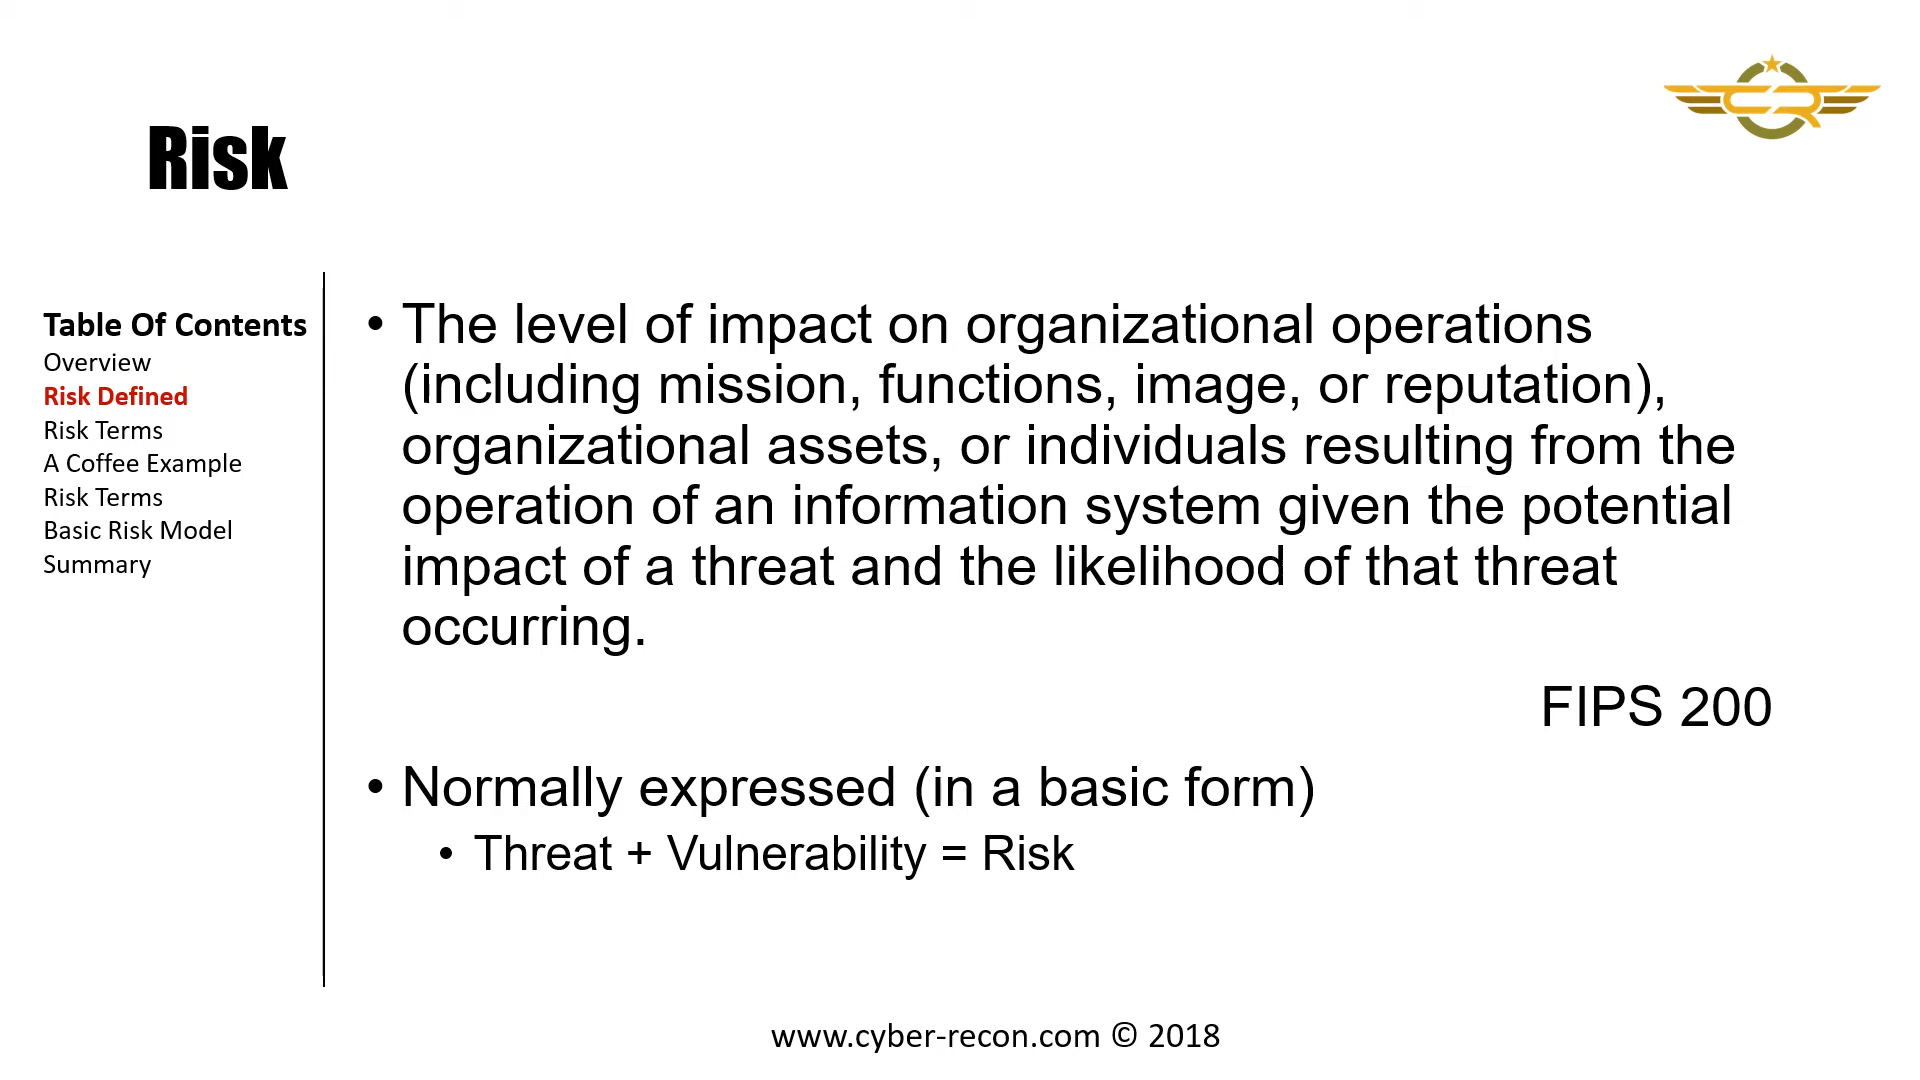 Risk
Table Of Contents
Overview
Risk Defined
Risk Terms
A Coffee Example
Risk Terms
Basic Risk Model
Summary
• The level of impact on organizational operations
(including mission, functions, image, or reputation),
organizational assets, or individuals resulting from the
operation of an information system given the potential
impact of a threat and the likelihood of that threat
occurring.
FIPS 200
• Normally expressed (in a basic form)
• Threat + Vulnerability = Risk
www.cyber-recon.com © 2018
CR